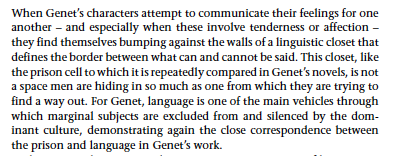 When Genet's characters attempt to communicate their feelings for one
another – and especially when these involve tenderness or affection –
they find themselves bumping against the walls of a linguistic closet that
defines the border between what can and cannot be said. This closet, like
the prison cell to which it is repeatedly compared in Genet's novels, is not
a space men are hiding in so much as one from which they are trying to
find a way out. For Genet, language is one of the main vehicles through
which marginal subjects are excluded from and silenced by the dom-
inant culture, demonstrating again the close correspondence between
the prison and language in Genet's work.